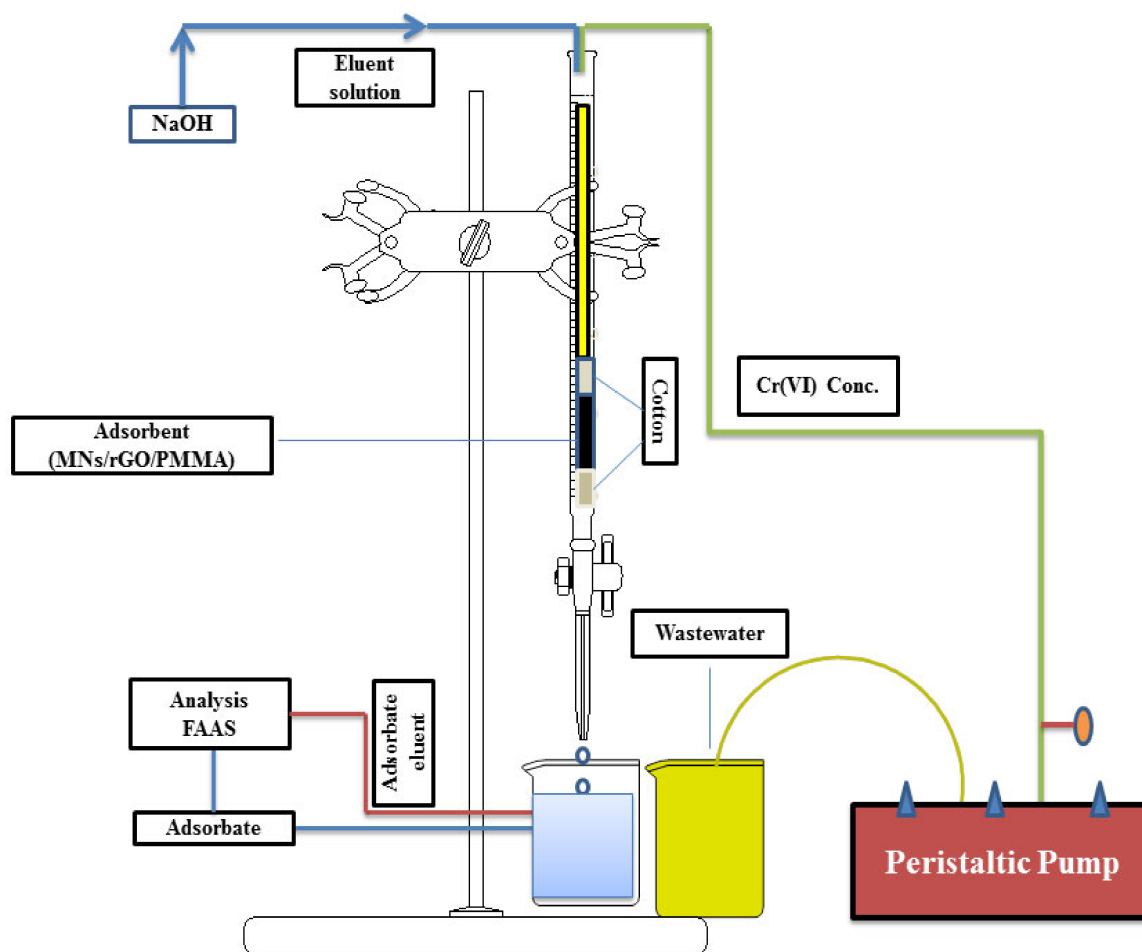 Eluent
solution
NaOH
Cotton
Cr(VI) Conc.
Adsorbent
(MNs/rGO/PMMA)
Wastewater
Analysis
FAAS
Adsorbate
eluent
Adsorbate
Peristaltic Pump